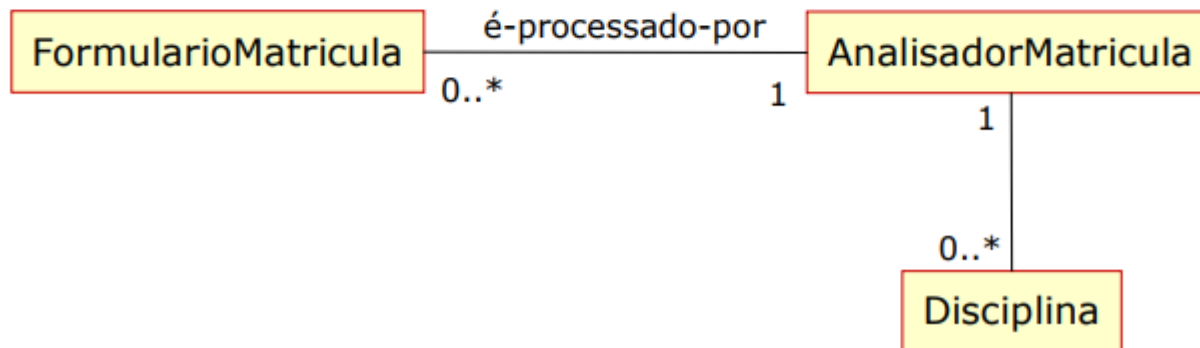 é-processado-por
FormularioMatricula
AnalisadorMatricula
0..*
1
1
0..*
Disciplina